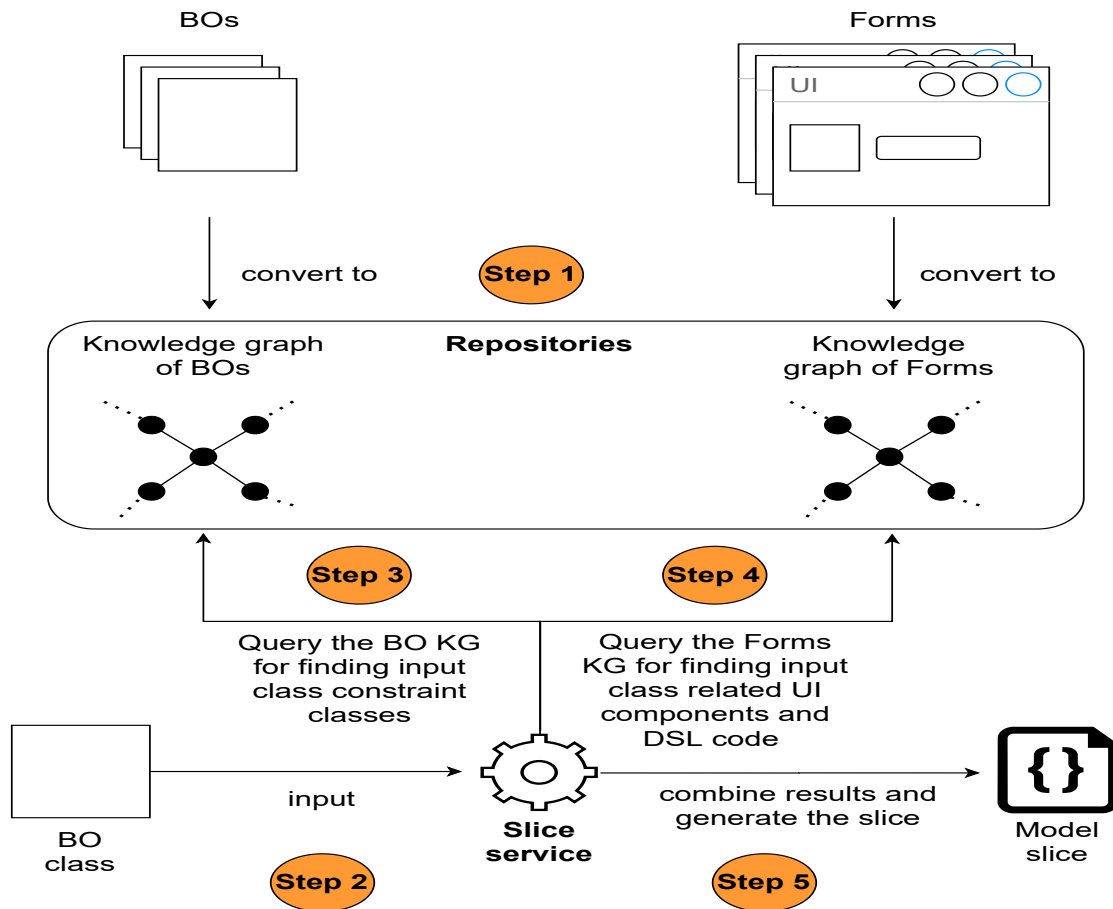 BOs
Forms
UI
convert to
Step 1
convert to
Knowledge graph
of BOs
Repositories
Knowledge
graph of Forms
Step 3
Step 4
Query the BO KG
for finding input
class constraint
classes
Query the Forms
KG for finding input
class related UI
components and
DSL code
input
combine results and
generate the slice
BO
class
Slice
service
{}
Model
slice
Step 2
Step 5